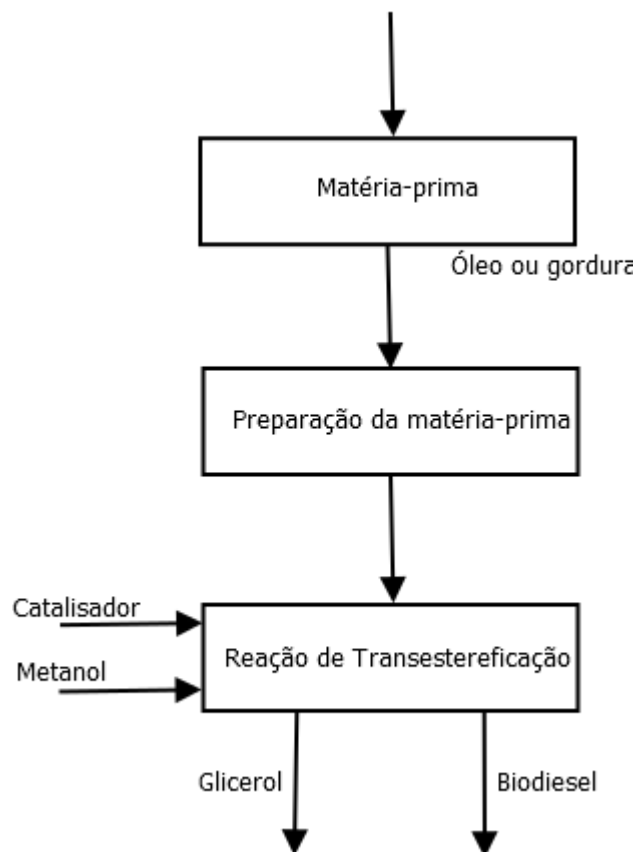 Matéria-prima
Óleo ou gordura
Preparação da matéria-prima
Catalisador
Reação de Transestereficação
Metanol
Glicerol
Biodiesel